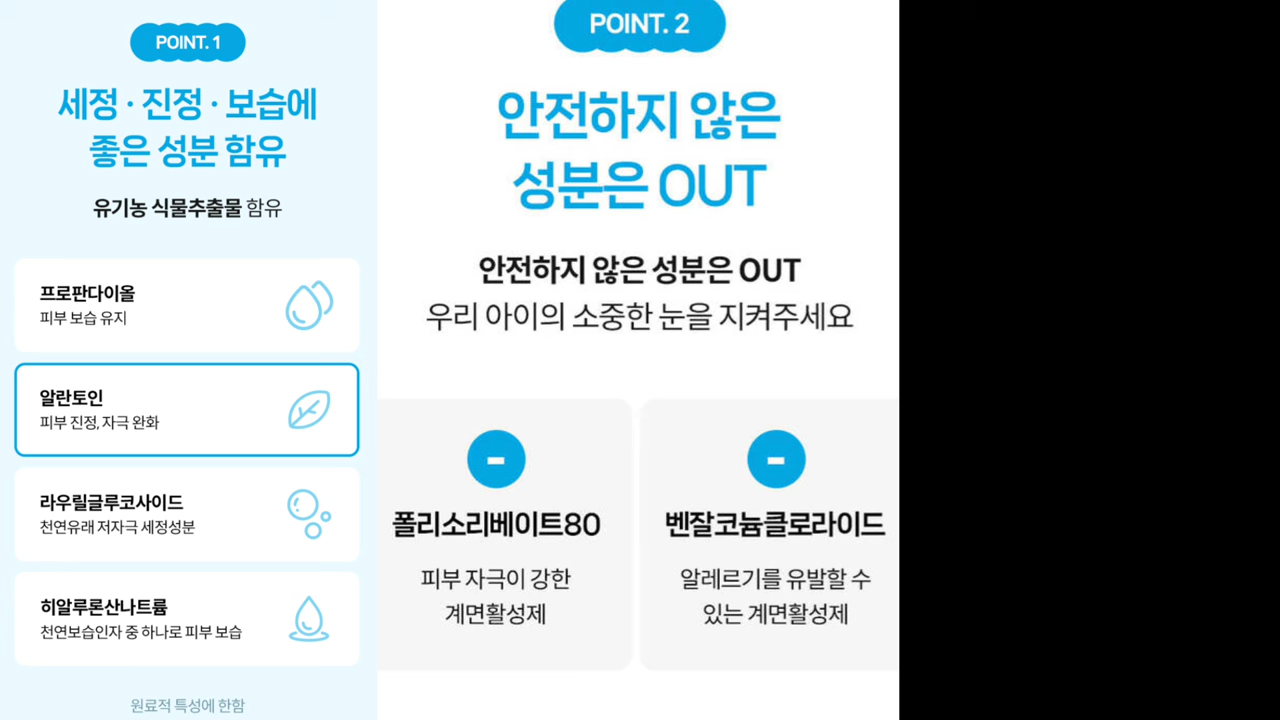 POINT. 1
세정 · 진정 · 보습에
좋은 성분 함유
유기농 식물추출물 함유
프로판다이올
피부 보습 유지
알란토인
피부 진정, 자극 완화
라우릴글루코사이드
천연유래 저자극 세정성분
히알루론산나트륨
천연보습인자 중 하나로 피부 보습
원료적 특성에 한함
POINT. 2
안전하지 않은
성분은 OUT
안전하지 않은 성분은 OUT
우리 아이의 소중한 눈을 지켜주세요
폴리소리베이트80
피부 자극이 강한
계면활성제
벤잘코늄클로라이드
알레르기를 유발할 수
있는 계면활성제